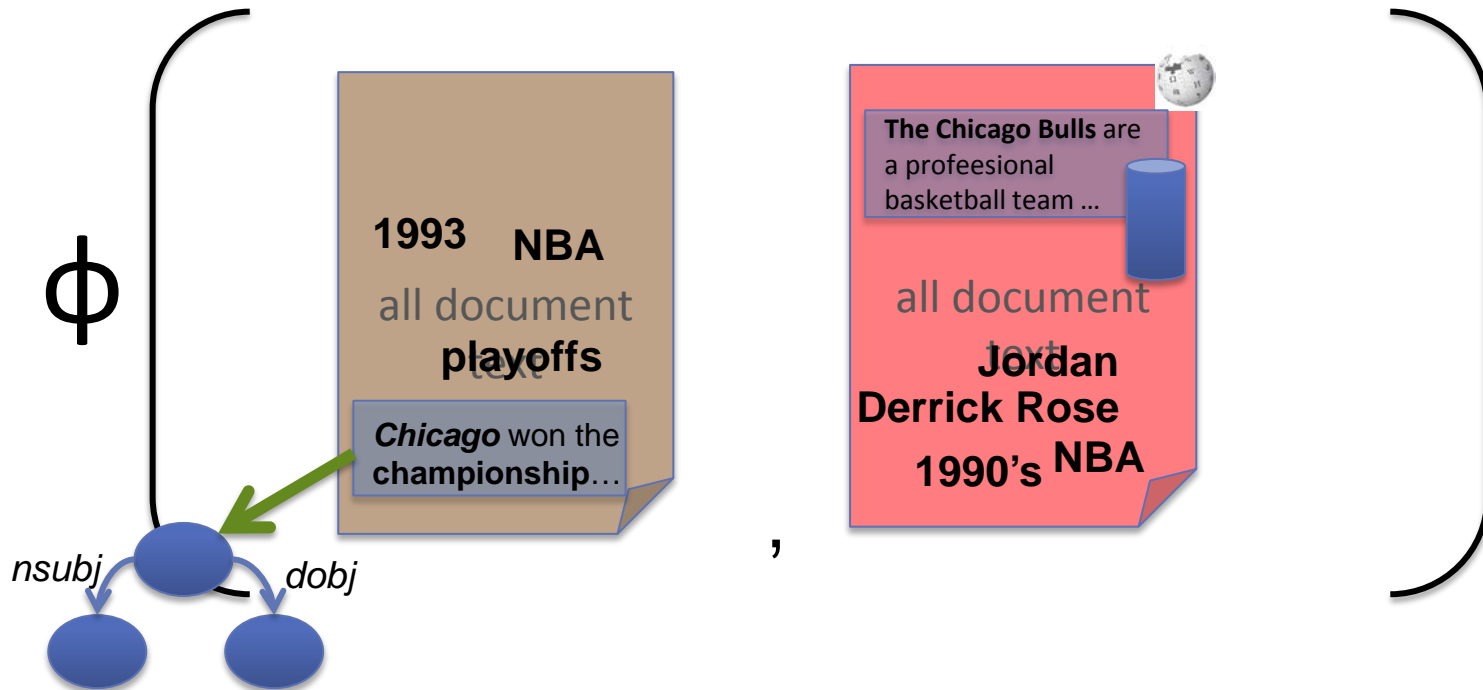 ϕ
1993
NBA
all document
text
playoffs
Chicago won the
championship…
nsubj
dobj
,
The Chicago Bulls are
a profeesional
basketball team …
all document
text
Jordan
Derrick Rose
1990’s NBA